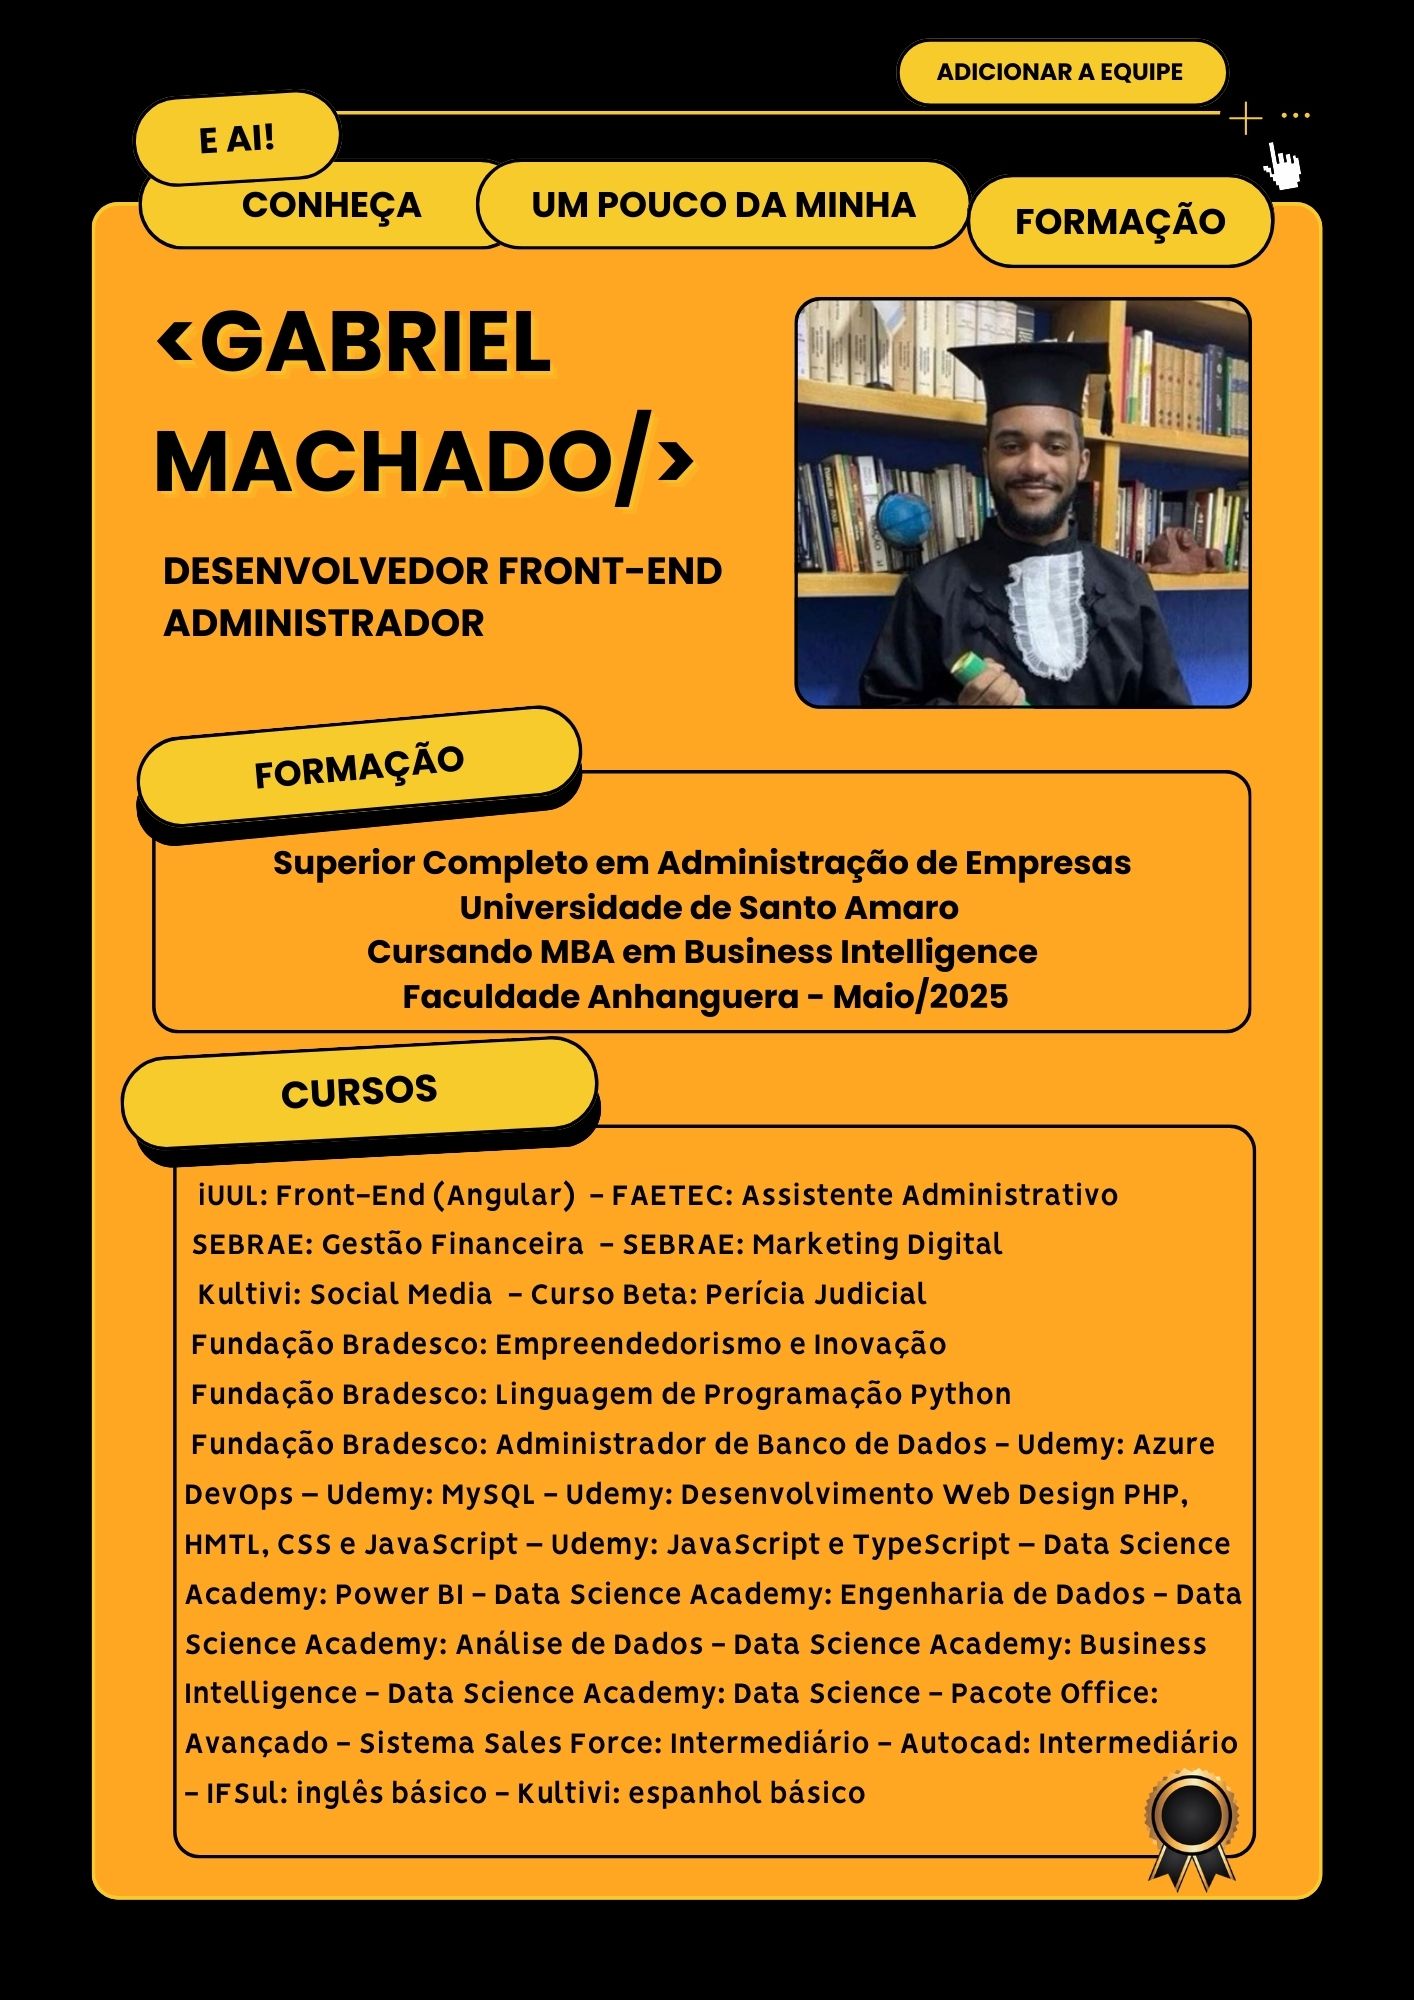 ADICIONAR A EQUIPE
E AI!
CONHEÇA UM POUCO DA MINHA FORMAÇÃO
<GABRIEL
MACHADO/>
DESENVOLVEDOR FRONT-END
ADMINISTRADOR
FORMAÇÃO
Superior Completo em Administração de Empresas
Universidade de Santo Amaro
Cursando MBA em Business Intelligence
Faculdade Anhanguera - Maio/2025
CURSOS
iUUL: Front-End (Angular) - FAETEC: Assistente Administrativo
SEBRAE: Gestão Financeira - SEBRAE: Marketing Digital
Kultivi: Social Media - Curso Beta: Perícia Judicial
Fundação Bradesco: Empreendedorismo e Inovação
Fundação Bradesco: Linguagem de Programação Python
Fundação Bradesco: Administrador de Banco de Dados - Udemy: Azure
DevOps – Udemy: MySQL - Udemy: Desenvolvimento Web Design PHP,
HMTL, CSS e JavaScript – Udemy: JavaScript e TypeScript – Data Science
Academy: Power BI - Data Science Academy: Engenharia de Dados - Data
Science Academy: Análise de Dados - Data Science Academy: Business
Intelligence - Data Science Academy: Data Science - Pacote Office:
Avançado - Sistema Sales Force: Intermediário - Autocad: Intermediário
- IFSul: inglês básico - Kultivi: espanhol básico